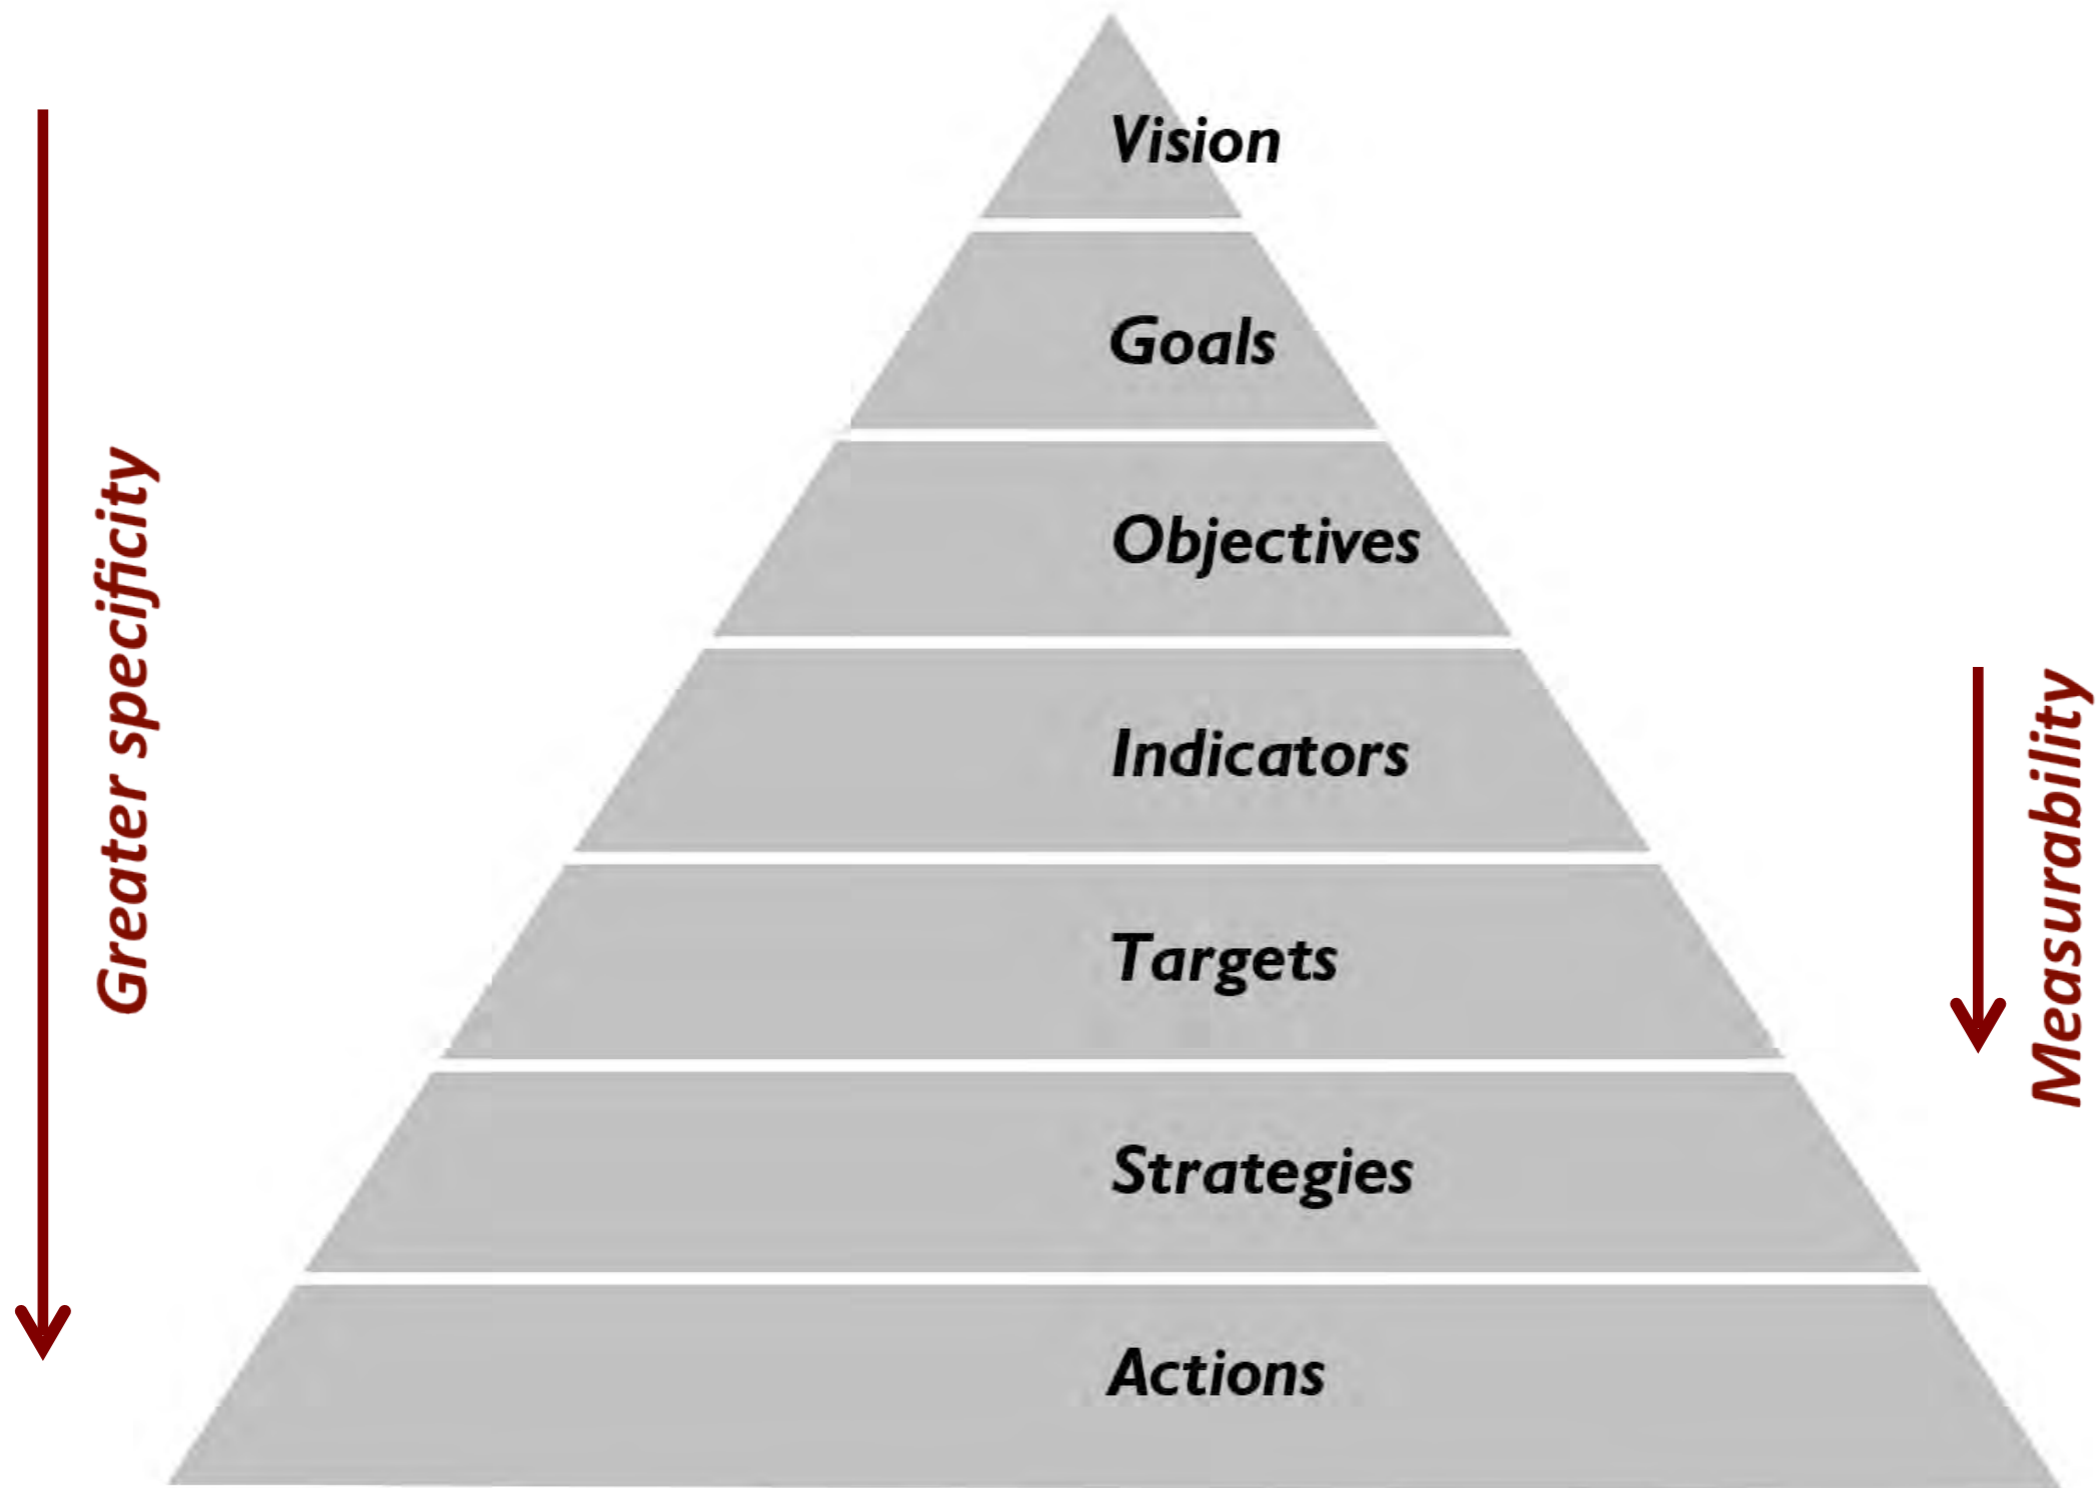 Vision
Goals
Objectives
Indicators
Targets
Strategies
Actions
Greater specificity
Measurability